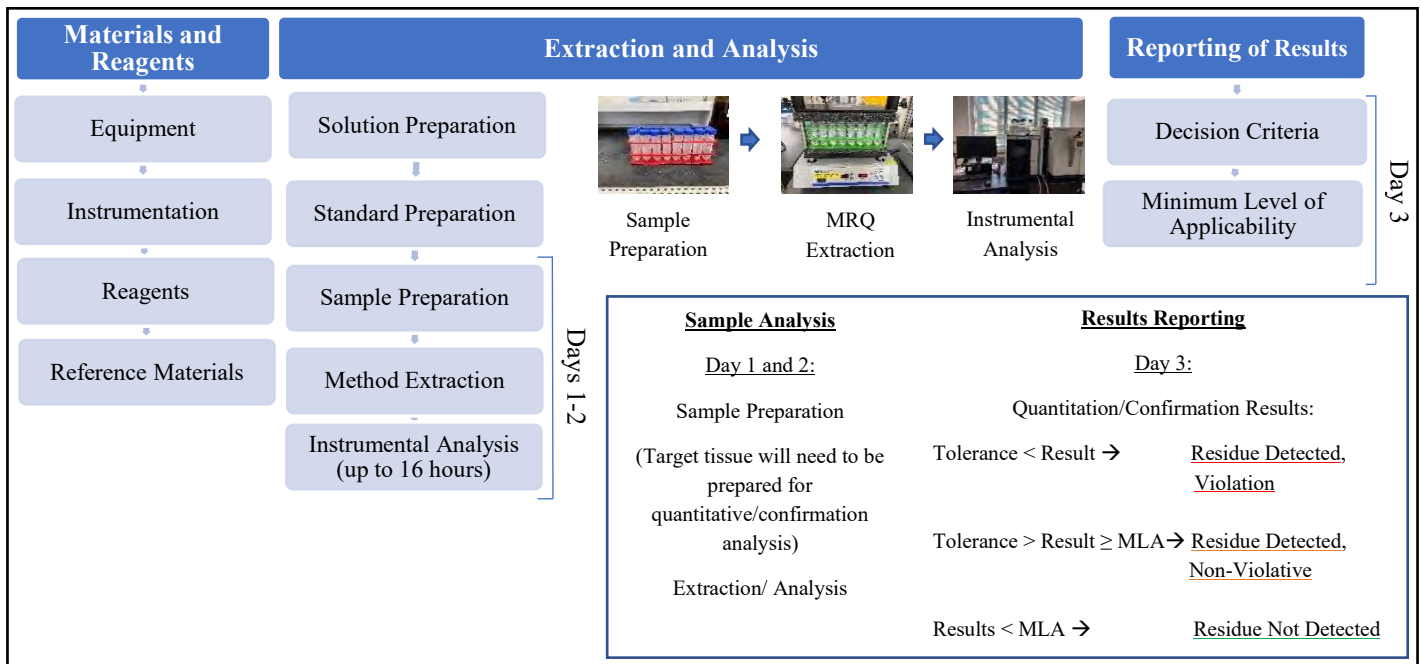 Materials and
Reagents
Equipment
Instrumentation
Reagents
Reference Materials
Extraction and Analysis
Solution Preparation
Standard Preparation
Sample Preparation
Method Extraction
Instrumental Analysis
(up to 16 hours)
Days 1-2
Sample
Preparation
MRQ
Extraction
Instrumental
Analysis
Reporting of Results
Decision Criteria
Minimum Level of
Applicability
Day 3
Sample Analysis
Day 1 and 2:
Sample Preparation
(Target tissue will need to be
prepared for
quantitative/confirmation
analysis)
Extraction/ Analysis
Results Reporting
Day 3:
Quantitation/Confirmation Results:
Tolerance < Result → Residue Detected,
Violation
Tolerance > Result ≥ MLA→ Residue Detected,
Non-Violative
Results < MLA → Residue Not Detected